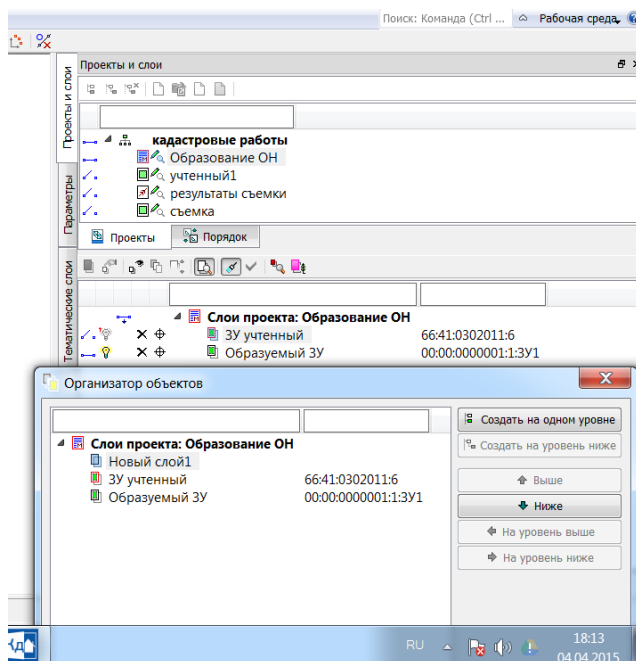 Поиск: Команда (Ctrl ... Рабочая среда
Проекты и слои
Проекты и слои
Параметры
Тематические слои
кадастровые работы
Образование ОН
учтенный1
результаты съемки
съемка
Проекты Порядок
Слои проекта: Образование ОН
ЗУ учтенный 66:41:0302011:6
Образуемый ЗУ 00:00:0000001:1:ЗУ1
Организатор объектов
Слои проекта: Образование ОН
Новый слой1
ЗУ учтенный 66:41:0302011:6
Образуемый ЗУ 00:00:0000001:1:ЗУ1
Создать на одном уровне
Создать на уровень ниже
Выше
Ниже
На уровень выше
На уровень ниже
RU 18:13
04.04.2015